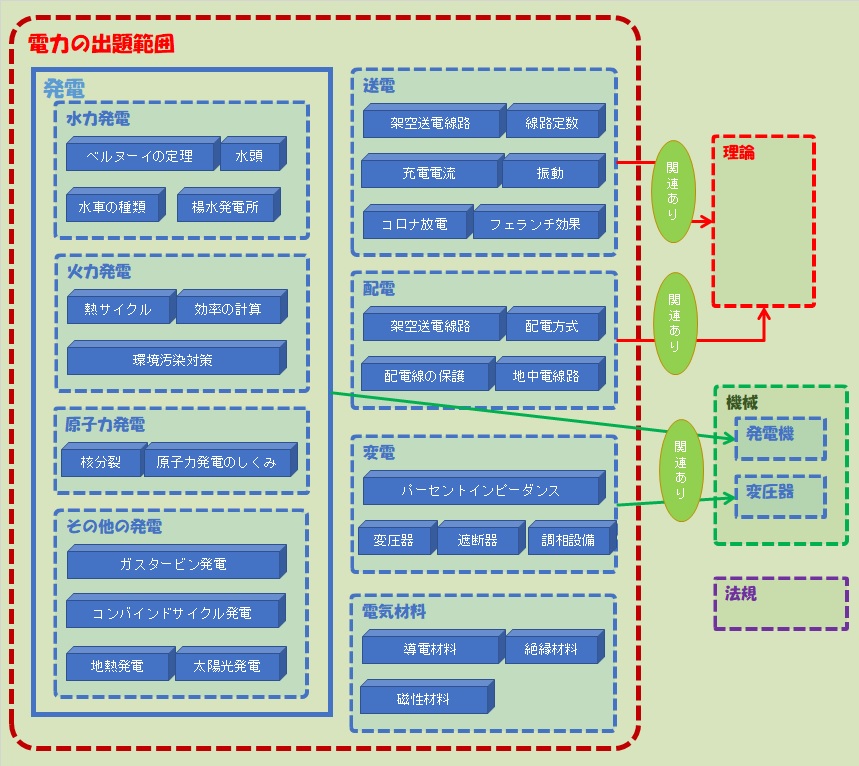 電力の出題範囲
発電
水力発電
ベルヌーイの定理
水頭
水車の種類
楊水発電所
火力発電
熱サイクル
効率の計算
環境汚染対策
原子力発電
核分裂
原子力発電のしくみ
その他の発電
ガスタービン発電
コンバインドサイクル発電
地熱発電
太陽光発電
送電
架空送電線路
線路定数
充電電流
振動
コロナ放電
フェランチ効果
配電
架空送電線路
配電方式
配電線の保護
地中電線路
変電
パーセントインピーダンス
変圧器
遮断器
調相設備
電気材料
導電材料
絶縁材料
磁性材料
関連あり
関連あり
関連あり
理論
機械
発電機
変圧器
法規